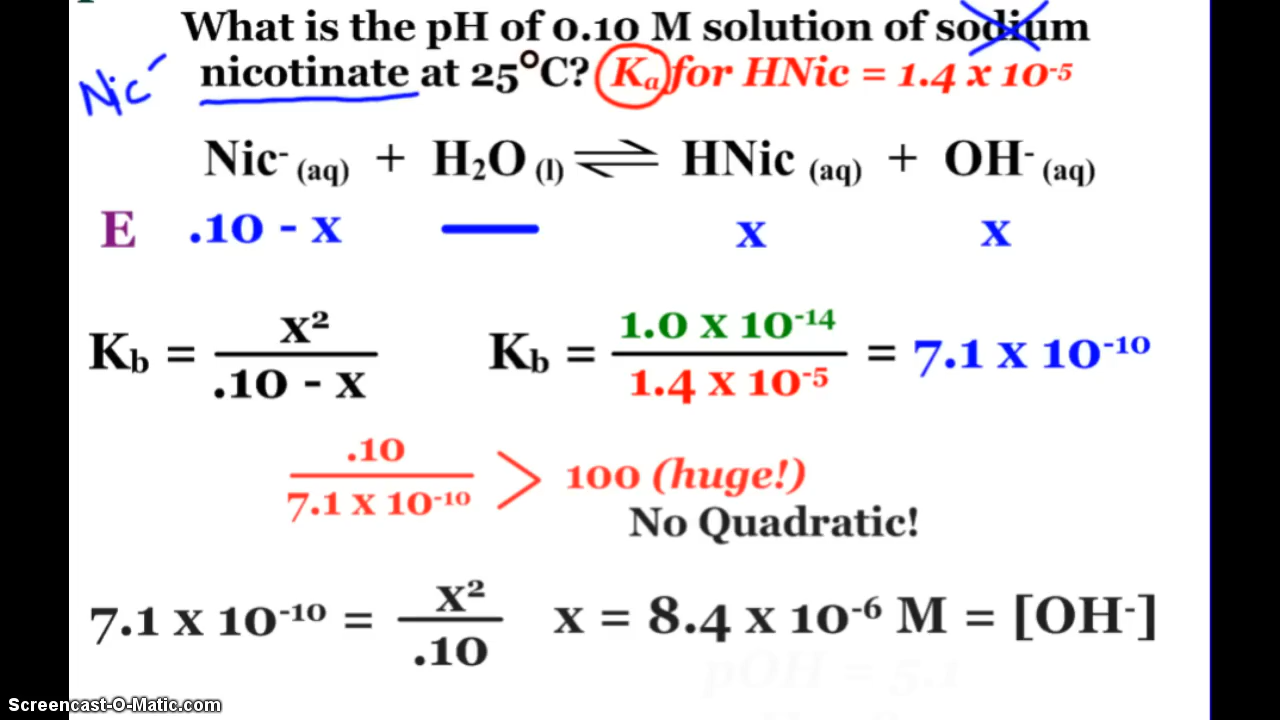 What is the pH of 0.10 M solution of sodium
nicotinate at 25°C? Ka for HNic = 1.4 x 10-5
Nic-
Nic- (aq) + H2O (l) ⇌ HNic (aq) + OH- (aq)
E .10 - x — x x
Kb = x² / .10 - x Kb = 1.0 x 10-14 / 1.4 x 10-5 = 7.1 x 10-10
.10 / 7.1 x 10-10 > 100 (huge!)
No Quadratic!
7.1 x 10-10 = x² / .10 x = 8.4 x 10-6 M = [OH-]
pOH = 5.1
Screencast-O-Matic.com